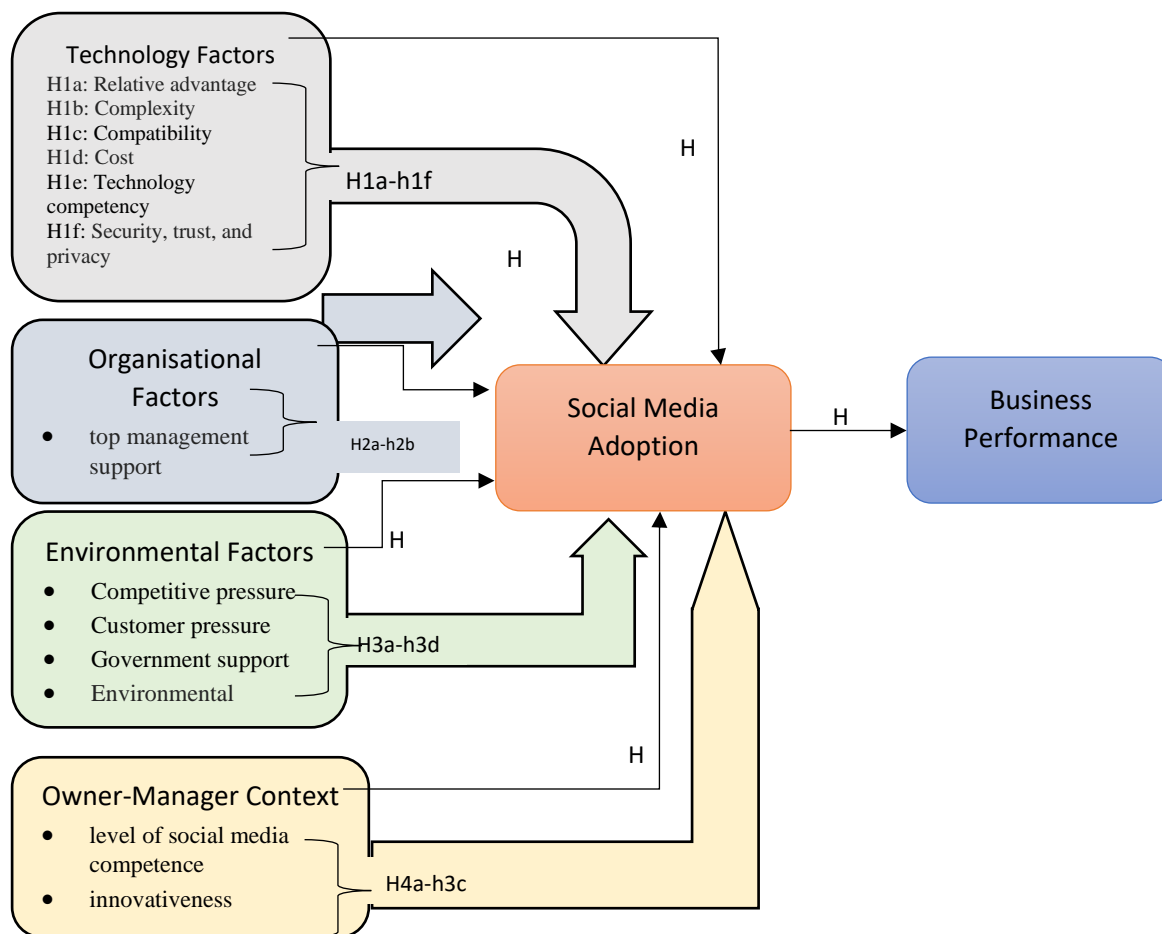 Technology Factors
H1a: Relative advantage
H1b: Complexity
H1c: Compatibility
H1d: Cost
H1e: Technology
competency
H1f: Security, trust, and
privacy
H1a-h1f
H
H
Organisational
Factors
• top management
support
H2a-h2b
Social Media
Adoption
H
Business
Performance
Environmental Factors
• Competitive pressure
• Customer pressure
• Government support
• Environmental
H
H3a-h3d
Owner-Manager Context
• level of social media
competence
• innovativeness
H
H4a-h3c